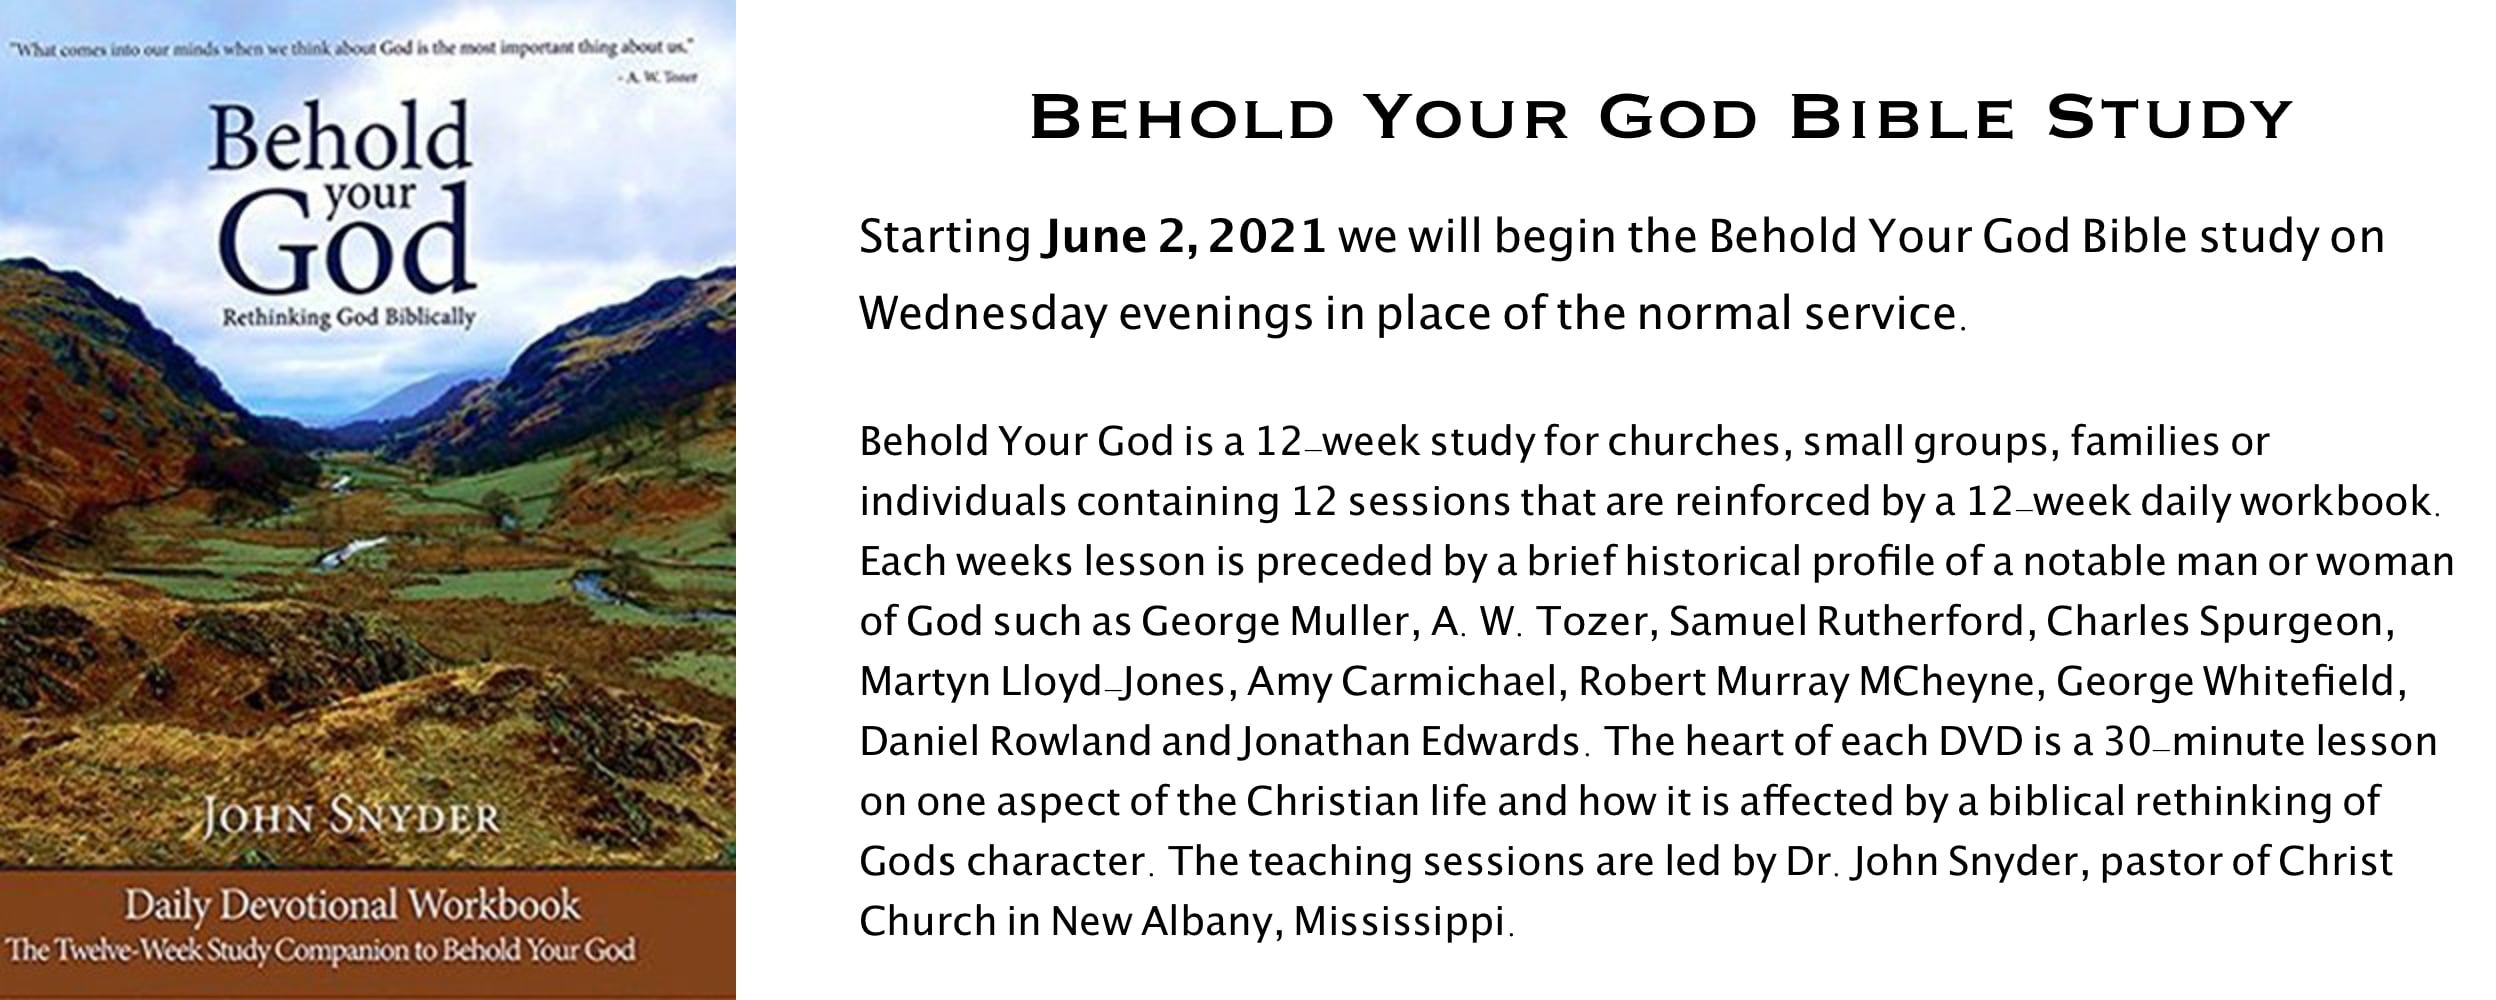 "What comes into our minds when we think about God is the most important thing about us."
- A. W. Tozer
Behold
your
God
Rethinking God Biblically
JOHN SNYDER
Daily Devotional Workbook
The Twelve-Week Study Companion to Behold Your God
BEHOLD YOUR GOD BIBLE STUDY
Starting June 2, 2021 we will begin the Behold Your God Bible study on
Wednesday evenings in place of the normal service.
Behold Your God is a 12-week study for churches, small groups, families or
individuals containing 12 sessions that are reinforced by a 12-week daily workbook.
Each weeks lesson is preceded by a brief historical profile of a notable man or woman
of God such as George Muller, A. W. Tozer, Samuel Rutherford, Charles Spurgeon,
Martyn Lloyd-Jones, Amy Carmichael, Robert Murray MCheyne, George Whitefield,
Daniel Rowland and Jonathan Edwards. The heart of each DVD is a 30-minute lesson
on one aspect of the Christian life and how it is affected by a biblical rethinking of
Gods character. The teaching sessions are led by Dr. John Snyder, pastor of Christ
Church in New Albany, Mississippi.